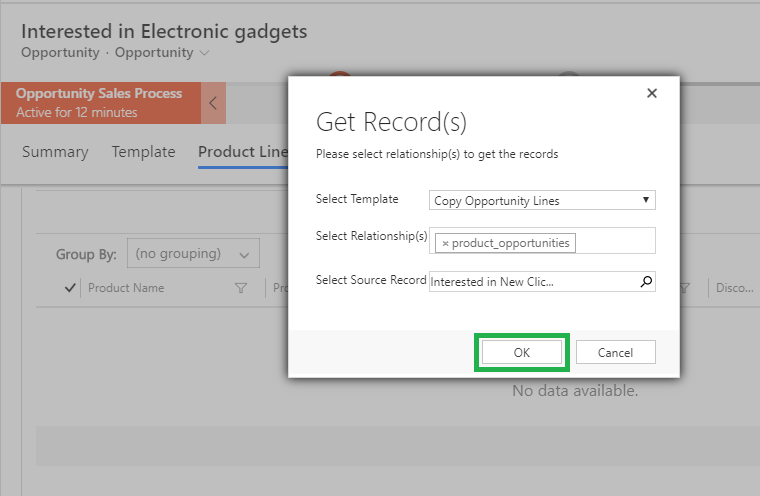 Interested in Electronic gadgets
Opportunity · Opportunity
Opportunity Sales Process
Active for 12 minutes
Summary Template Product Line
Get Record(s)
Please select relationship(s) to get the records
Select Template Copy Opportunity Lines
Select Relationship(s) × product_opportunities
Select Source Record Interested in New Clic...
OK Cancel
Group By: (no grouping)
Product Name Pro Disco...
No data available.